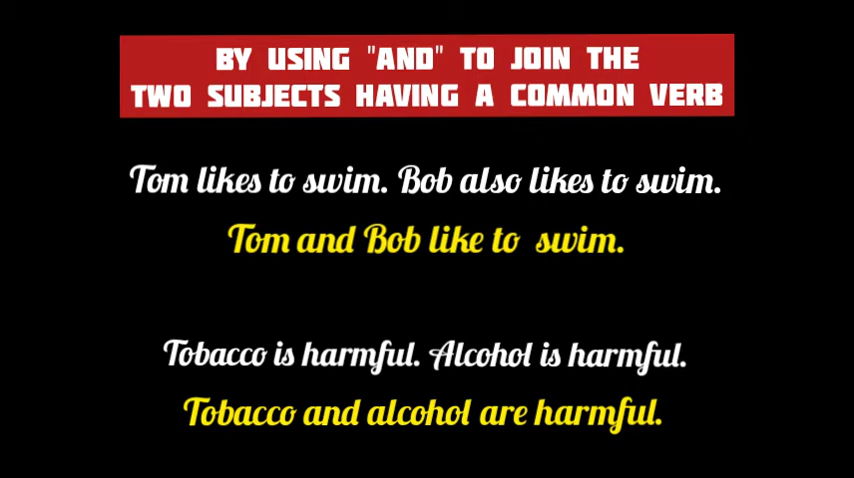 BY USING "AND" TO JOIN THE
TWO SUBJECTS HAVING A COMMON VERB
Tom likes to swim. Bob also likes to swim.
Tom and Bob like to swim.
Tobacco is harmful. Alcohol is harmful.
Tobacco and alcohol are harmful.